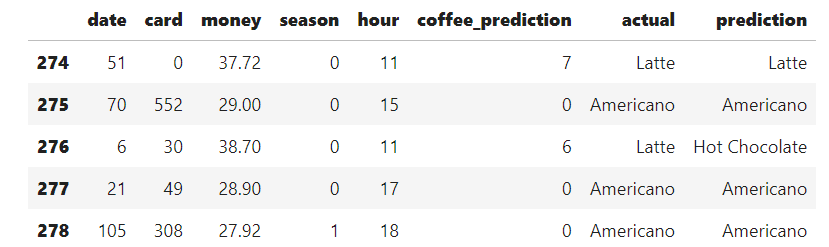 date card money season hour coffee_prediction actual prediction
274 51 0 37.72 0 11 7 Latte Latte
275 70 552 29.00 0 15 0 Americano Americano
276 6 30 38.70 0 11 6 Latte Hot Chocolate
277 21 49 28.90 0 17 0 Americano Americano
278 105 308 27.92 1 18 0 Americano Americano